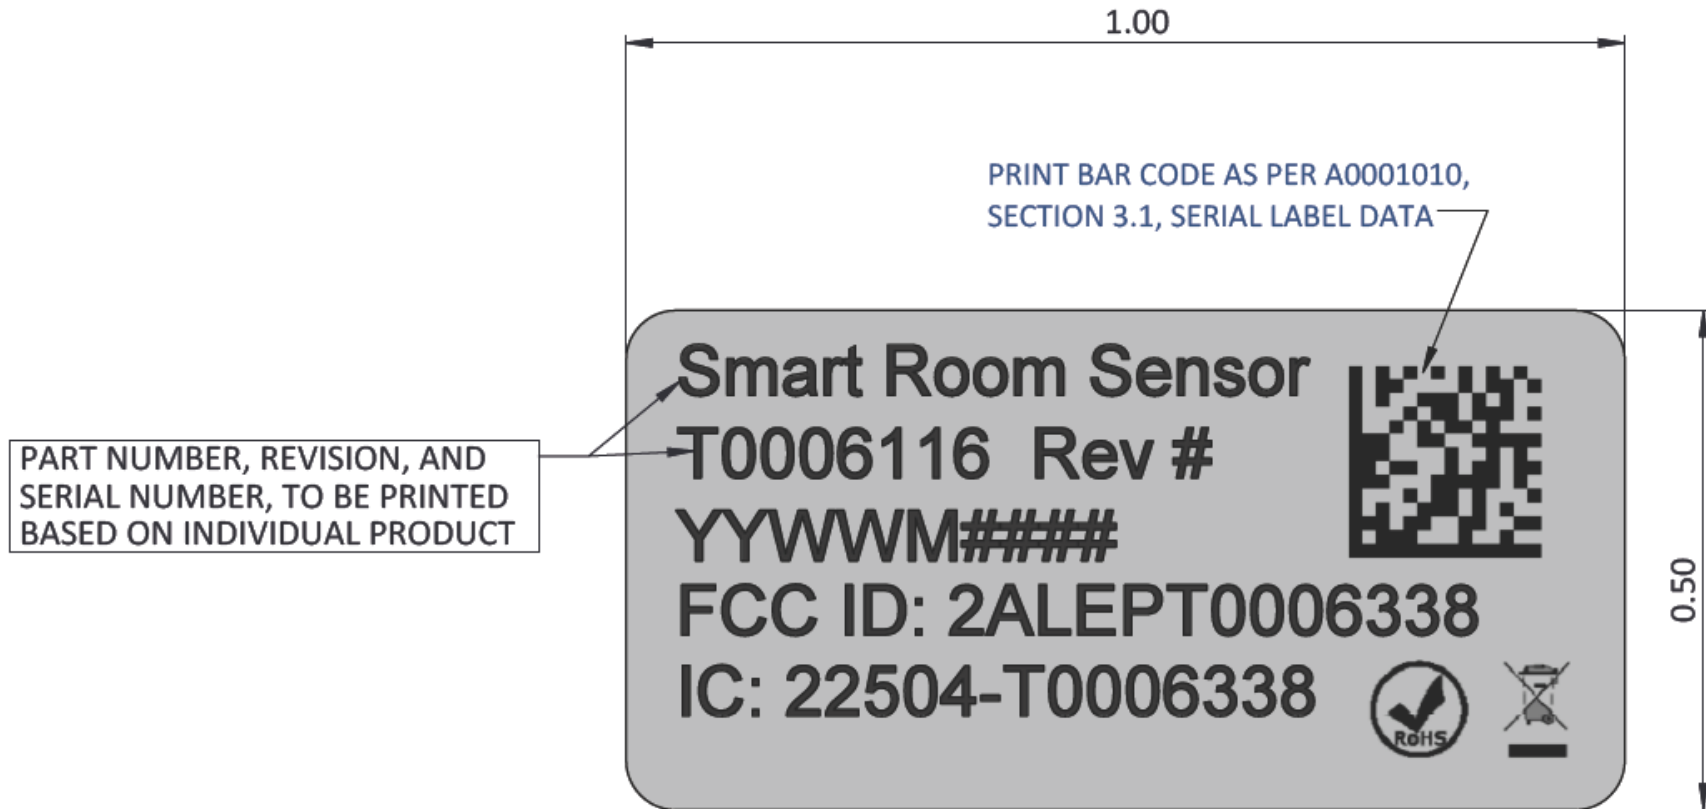 1.00
PRINT BAR CODE AS PER A0001010,
SECTION 3.1, SERIAL LABEL DATA
PART NUMBER, REVISION, AND
SERIAL NUMBER, TO BE PRINTED
BASED ON INDIVIDUAL PRODUCT
Smart Room Sensor
T0006116 Rev #
YYWWM####
FCC ID: 2ALEPT0006338
IC: 22504-T0006338
RoHS
0.50